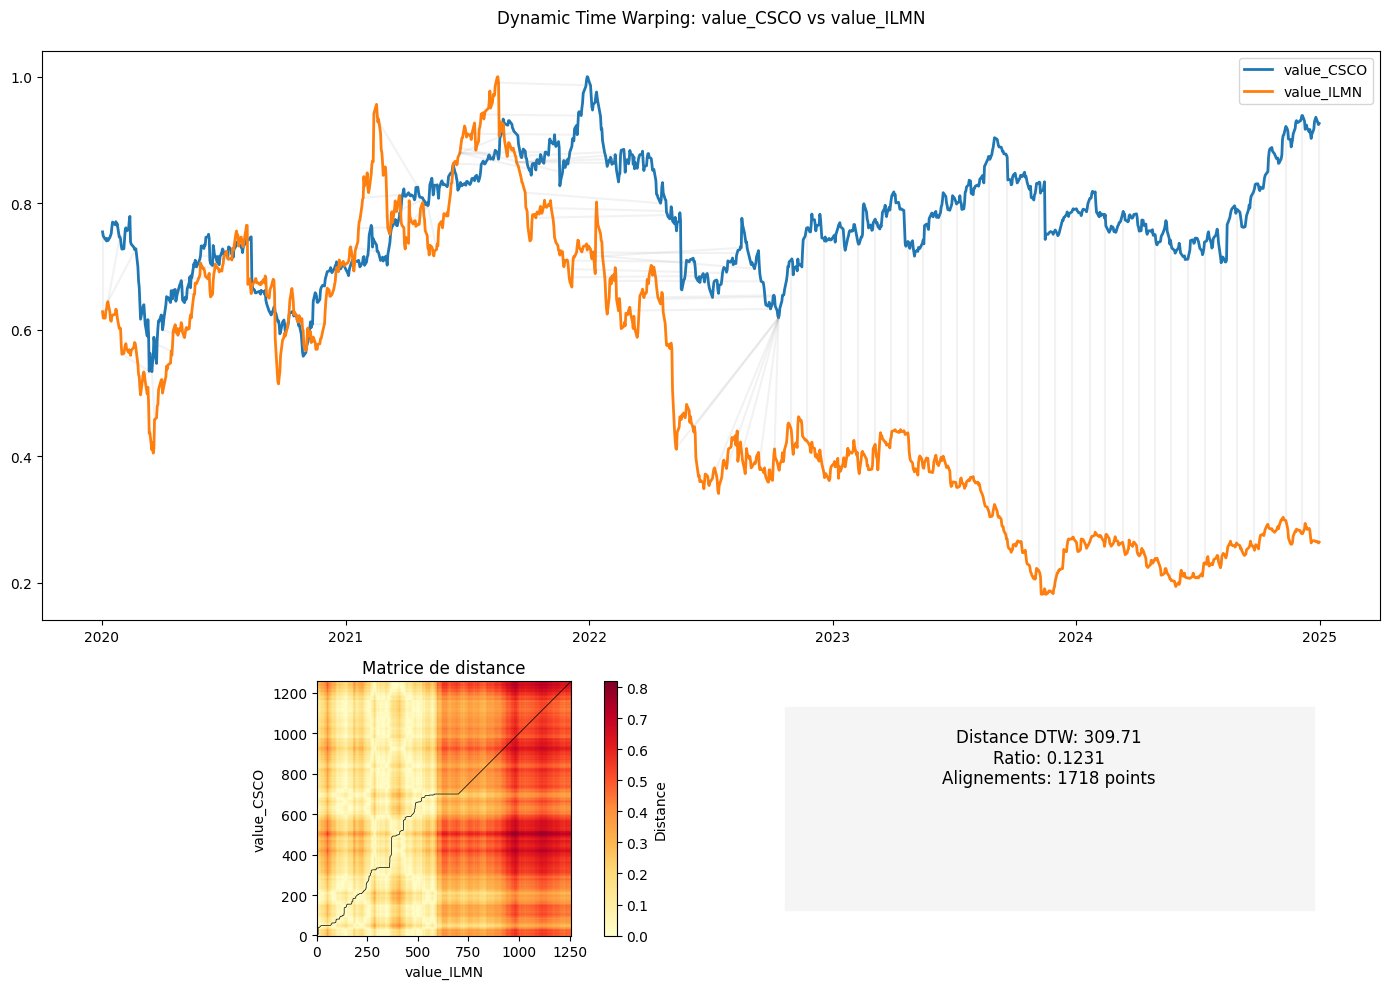 Dynamic Time Warping: value_CSCO vs value_ILMN
value_CSCO
value_ILMN
1.0
0.8
0.6
0.4
0.2
2020 2021 2022 2023 2024 2025
Matrice de distance
value_CSCO
1200
1000
800
600
400
200
0
0 250 500 750 1000 1250
value_ILMN
0.8
0.7
0.6
0.5
0.4
0.3
0.2
0.1
0.0
Distance
Distance DTW: 309.71
Ratio: 0.1231
Alignements: 1718 points